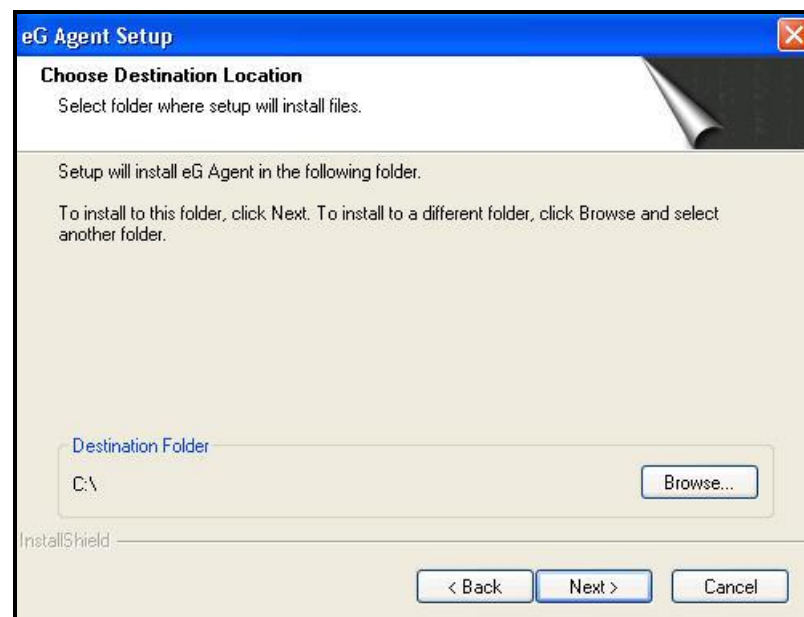 eG Agent Setup
Choose Destination Location
Select folder where setup will install files.
Setup will install eG Agent in the following folder.
To install to this folder, click Next. To install to a different folder, click Browse and select
another folder.
Destination Folder
C:\
Browse...
InstallShield
< Back
Next >
Cancel